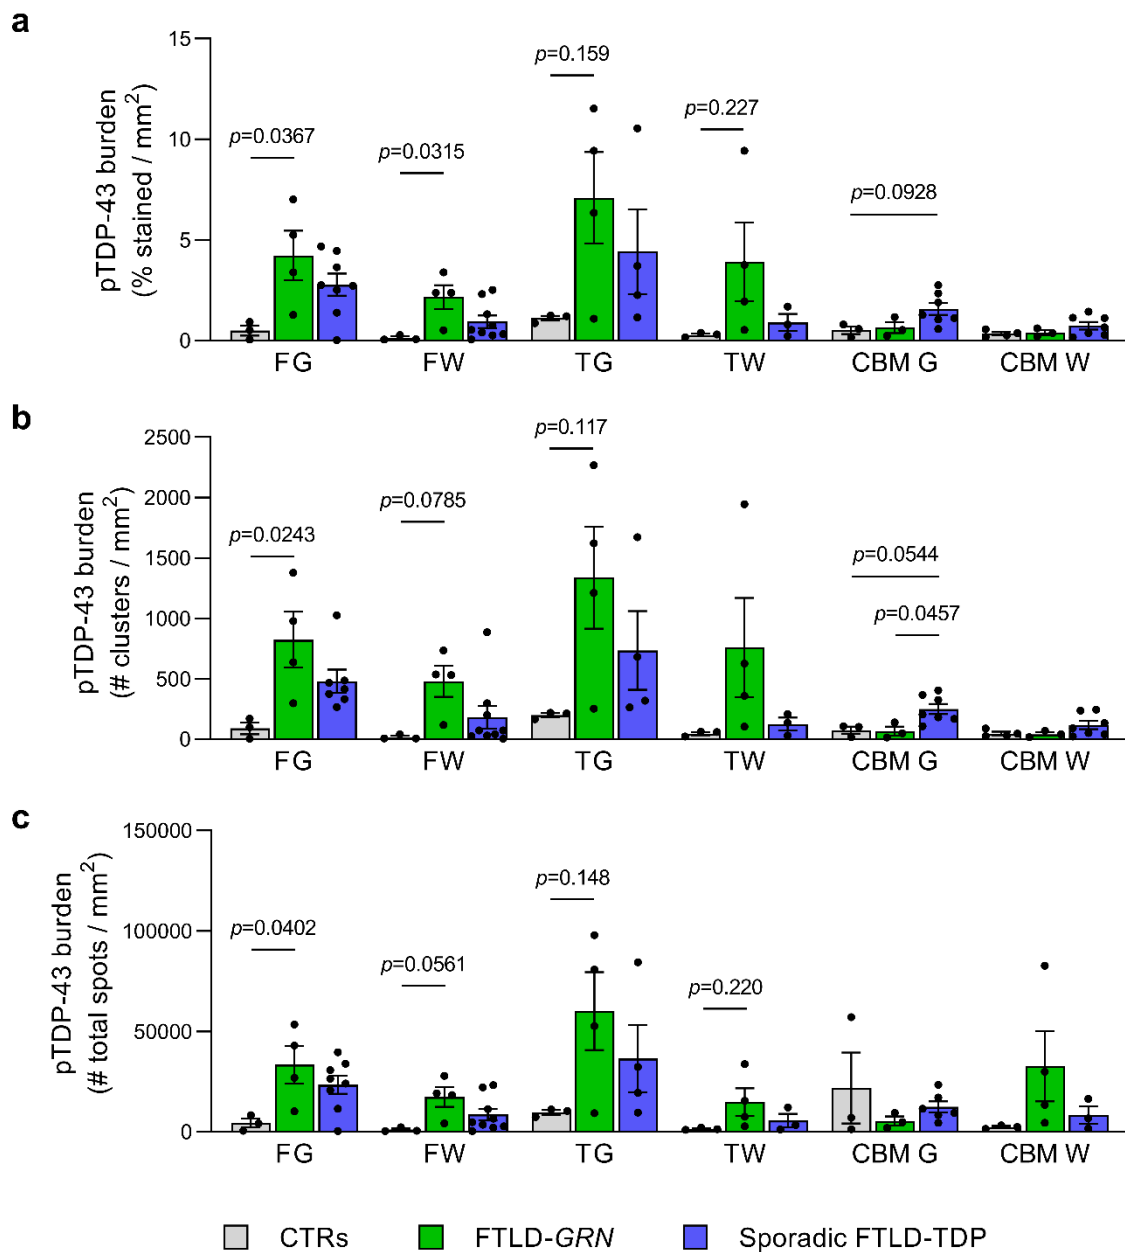 a
pTDP-43 burden
(% stained / mm²)
15
10
5
0
p=0.0367
p=0.0315
p=0.159
p=0.227
p=0.0928
FG FW TG TW CBM G CBM W
b
pTDP-43 burden
(# clusters / mm²)
2500
2000
1500
1000
500
0
p=0.0243
p=0.0785
p=0.117
p=0.0544
p=0.0457
FG FW TG TW CBM G CBM W
c
pTDP-43 burden
(# total spots / mm²)
150000
100000
50000
0
p=0.0402
p=0.0561
p=0.148
p=0.220
FG FW TG TW CBM G CBM W
CTRs FTLD-GRN Sporadic FTLD-TDP